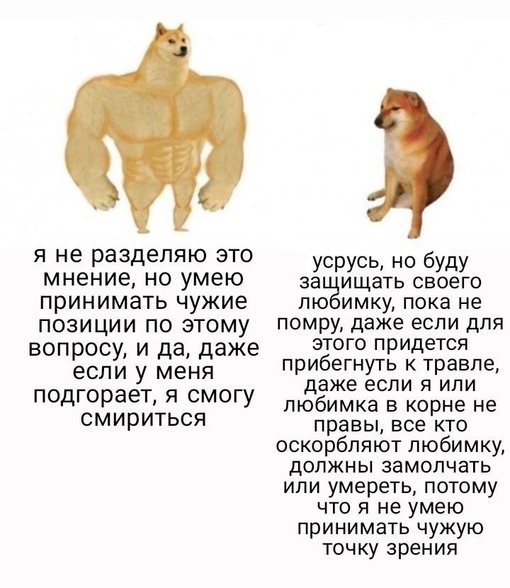 я не разделяю это
мнение, но умею
принимать чужие
позиции по этому
вопросу, и да, даже
если у меня
подгорает, я смогу
смириться
усрусь, но буду
защищать своего
любимку, пока не
помру, даже если для
этого придется
прибегнуть к травле,
даже если я или
любимка в корне не
правы, все кто
оскорбляют любимку,
должны замолчать
или умереть, потому
что я не умею
принимать чужую
точку зрения